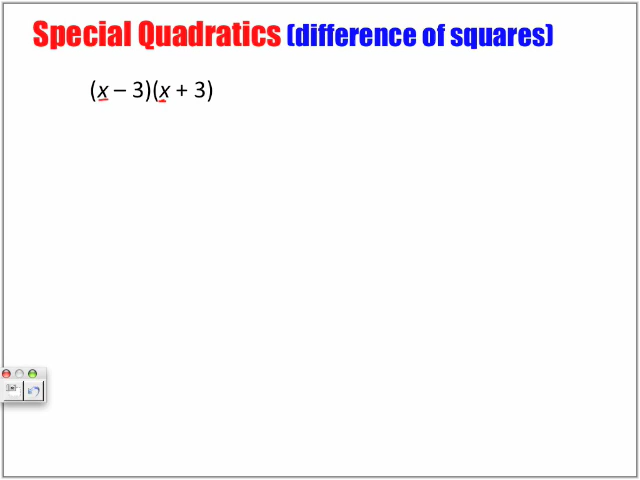 Special Quadratics (difference of squares)
(x – 3)(x + 3)